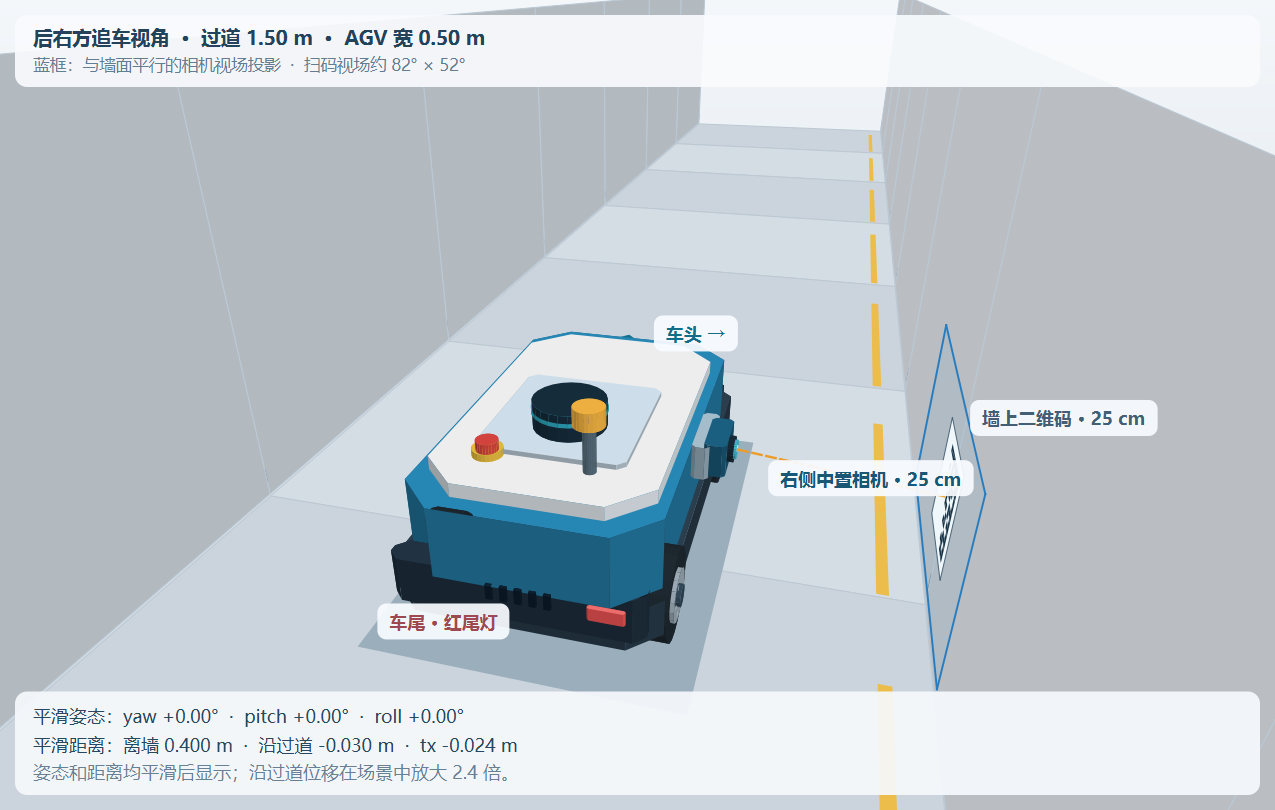 后右方追车视角 • 过道 1.50 m • AGV 宽 0.50 m
蓝框：与墙面平行的相机视场投影 · 扫码视场约 82° × 52°
车头 →
墙上二维码 • 25 cm
右侧中置相机 • 25 cm
车尾 • 红尾灯
平滑姿态：yaw +0.00° · pitch +0.00° · roll +0.00°
平滑距离：离墙 0.400 m · 沿过道 -0.030 m · tx -0.024 m
姿态和距离均平滑后显示；沿过道位移在场景中放大 2.4 倍。